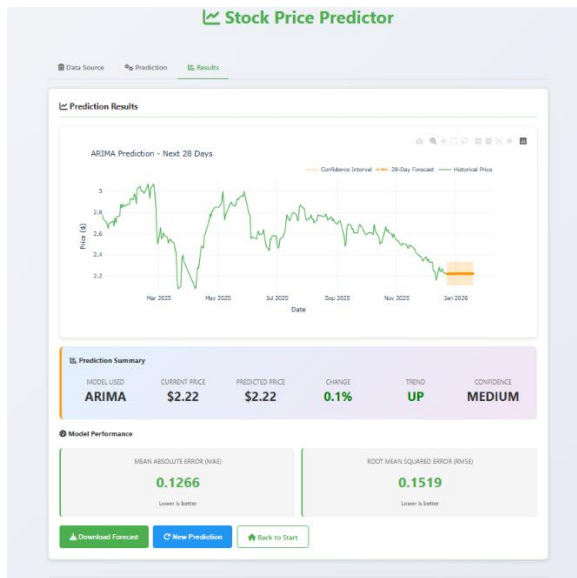 Stock Price Predictor
Data Source
Prediction
Results
Prediction Results
ARIMA Prediction - Next 28 Days
Confidence Interval
28-Day Forecast
Historical Price
3
2.8
2.6
2.4
2.2
Price ($)
Mar 2025
May 2025
Jul 2025
Sep 2025
Nov 2025
Jan 2026
Date
Prediction Summary
MODEL USED
CURRENT PRICE
PREDICTED PRICE
CHANGE
TREND
CONFIDENCE
ARIMA
$2.22
$2.22
0.1%
UP
MEDIUM
Model Performance
MEAN ABSOLUTE ERROR (MAE)
ROOT MEAN SQUARED ERROR (RMSE)
0.1266
0.1519
Lower is better
Lower is better
Download Forecast
New Prediction
Back to Start